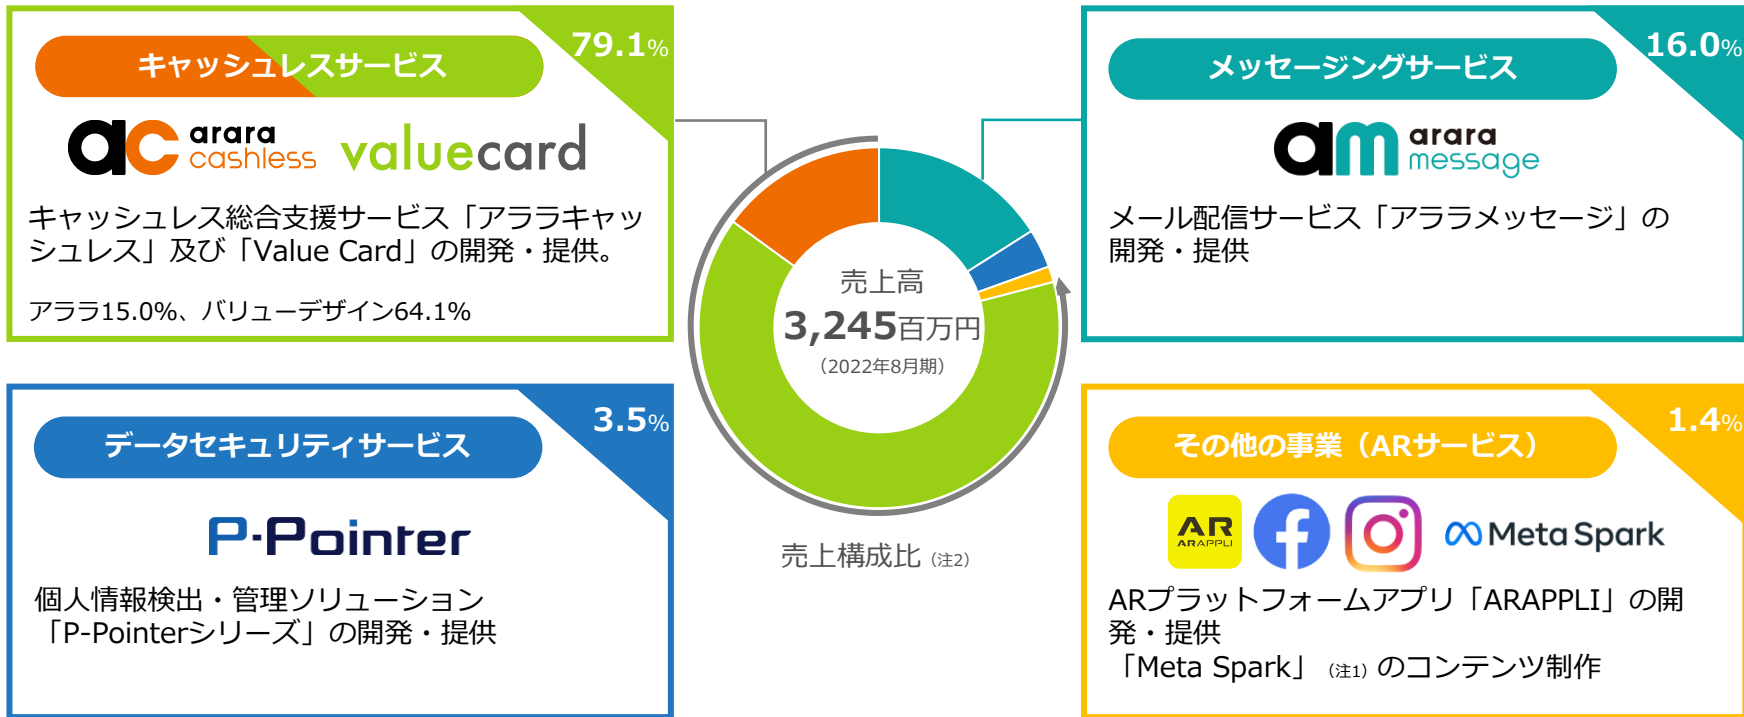 キャッシュレスサービス
79.1%
arara
cashless
valuecard
キャッシュレス総合支援サービス「アララキャッ
シュレス」及び「Value Card」の開発・提供。
アララ15.0%、バリューデザイン64.1%
メッセージングサービス
16.0%
arara
message
メール配信サービス「アララメッセージ」の
開発・提供
売上高
3,245百万円
（2022年8月期）
売上構成比（注2）
データセキュリティサービス
3.5%
P-Pointer
個人情報検出・管理ソリューション
「P-Pointerシリーズ」の開発・提供
その他の事業（ARサービス）
1.4%
AR
ARAPPLI
Meta Spark
ARプラットフォームアプリ「ARAPPLI」の開
発・提供
「Meta Spark」（注1）のコンテンツ制作